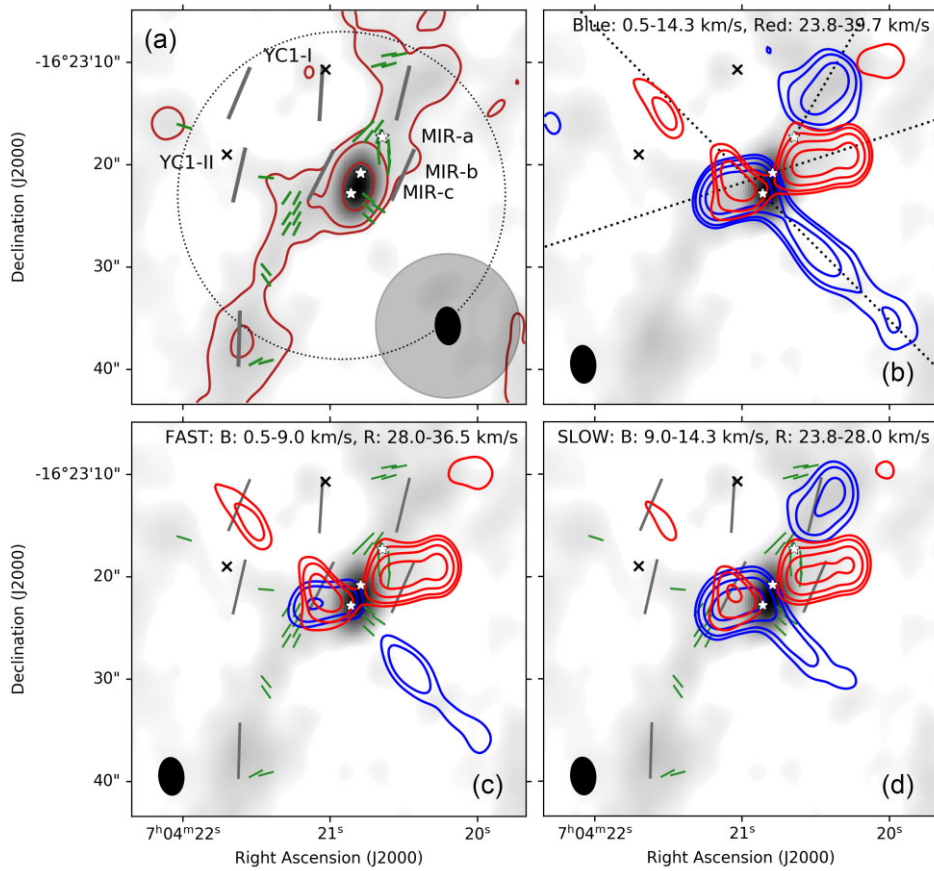 (a)
YC1-I
YC1-II
MIR-a
MIR-b
MIR-c
-16°23'10"
20"
30"
40"
Declination (J2000)
Blue: 0.5-14.3 km/s, Red: 23.8-39.7 km/s
(b)
FAST: B: 0.5-9.0 km/s, R: 28.0-36.5 km/s
-16°23'10"
20"
30"
40"
Declination (J2000)
(c)
7ʰ04ᵐ22ˢ
21ˢ
20ˢ
Right Ascension (J2000)
SLOW: B: 9.0-14.3 km/s, R: 23.8-28.0 km/s
(d)
7ʰ04ᵐ22ˢ
21ˢ
20ˢ
Right Ascension (J2000)